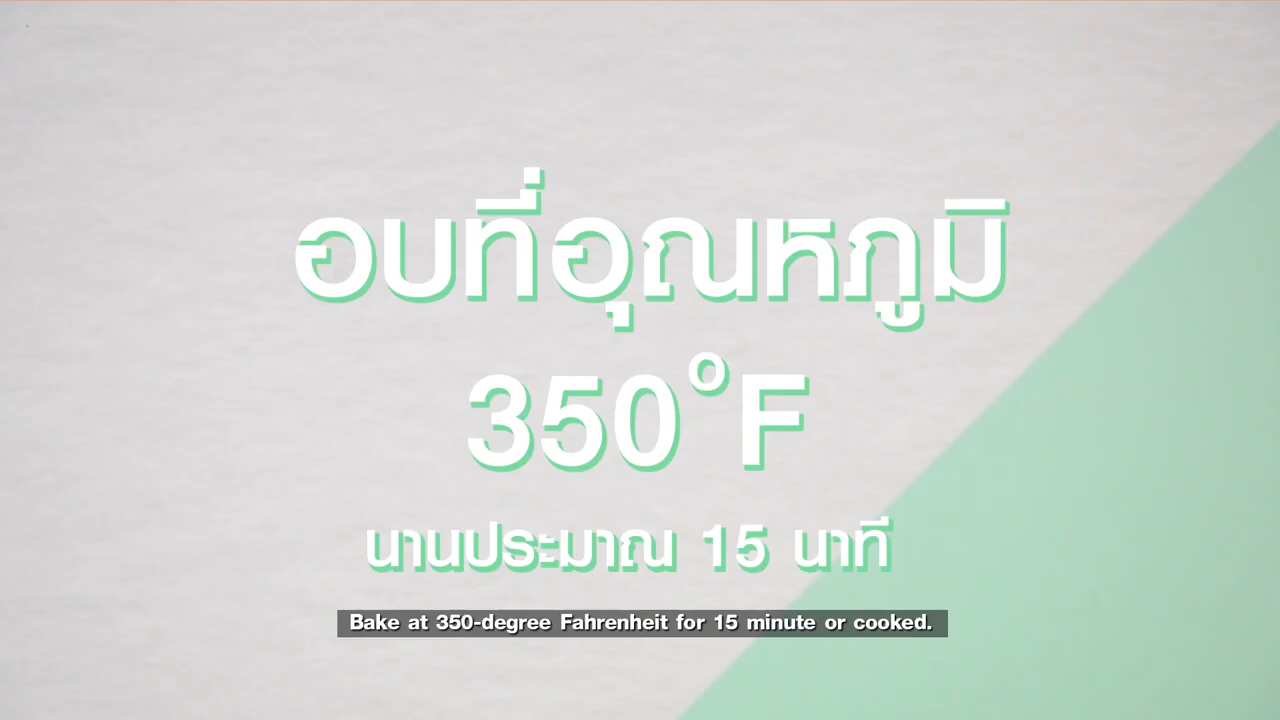 อบที่อุณหภูมิ
350°F
นานประมาณ 15 นาที
Bake at 350-degree Fahrenheit for 15 minute or cooked.